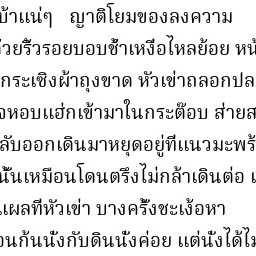 บ้าแน่ๆ ญาติโยมของลงความ
้วยริ้วรอยบอบช้ำเหงื่อไหลย้อย
กระเซิงผ้าถุงขาด หัวเข่าถลอกปล
หอบแฮ่กเข้ามาในกระต๊อบ ส่ายส
ลับออกเดินมาหยุดอยู่ที่แนวมะพร้
นั้นเหมือนโดนตรึงไม่กล้าเดินต่อ
แผลที่หัวเข่า บางครั้งชะเง้อหา
อนก้นนั่งกับดินนั่งค่อย แต่นั่งได้ไม